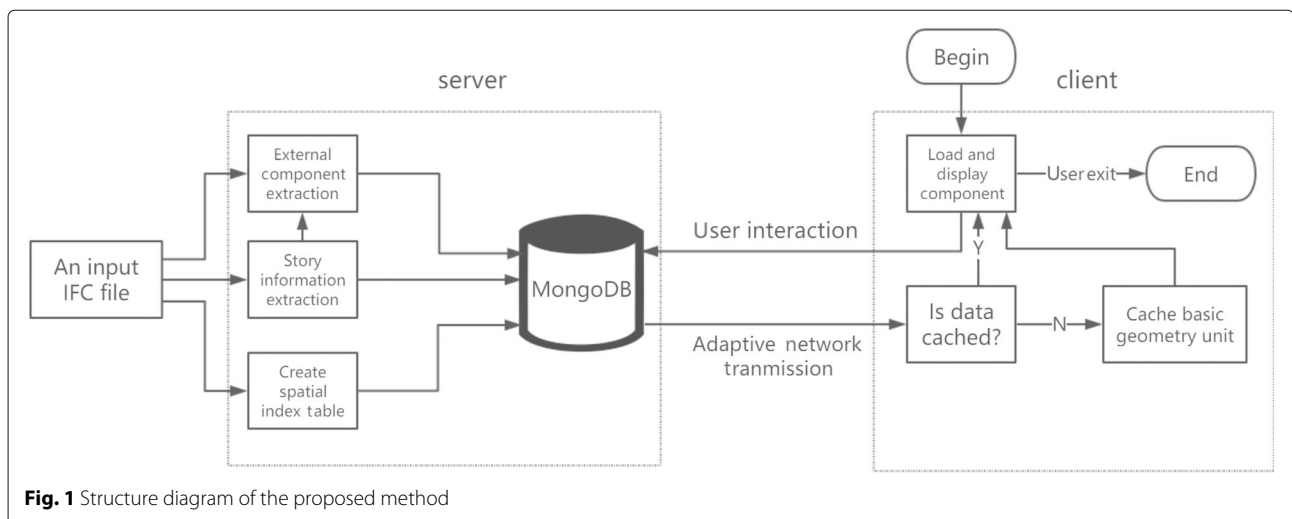 server
Begin
client
External
component
extraction
Load and
display
component
User exit
End
An input
IFC file
Story
information
extraction
MongoDB
User interaction
Y
Create
spatial
index table
Adaptive network
tranmission
Is data
cached?
N
Cache basic
geometry unit
Fig. 1 Structure diagram of the proposed method